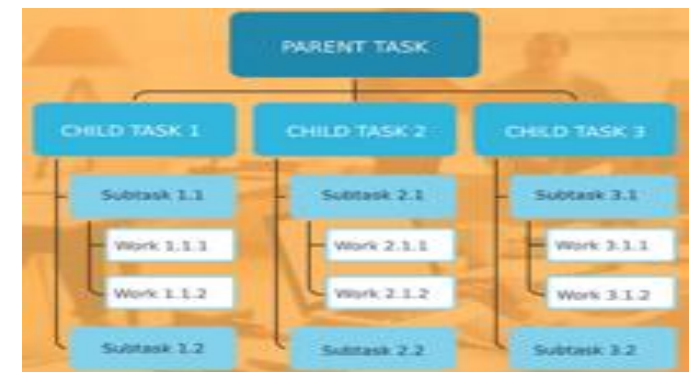 PARENT TASK
CHILD TASK 1
CHILD TASK 2
CHILD TASK 3
Subtask 1.1
Subtask 2.1
Subtask 3.1
Work 1.1.1
Work 2.1.1
Work 3.1.1
Work 1.1.2
Work 2.1.2
Work 3.1.2
Subtask 1.2
Subtask 2.2
Subtask 3.2